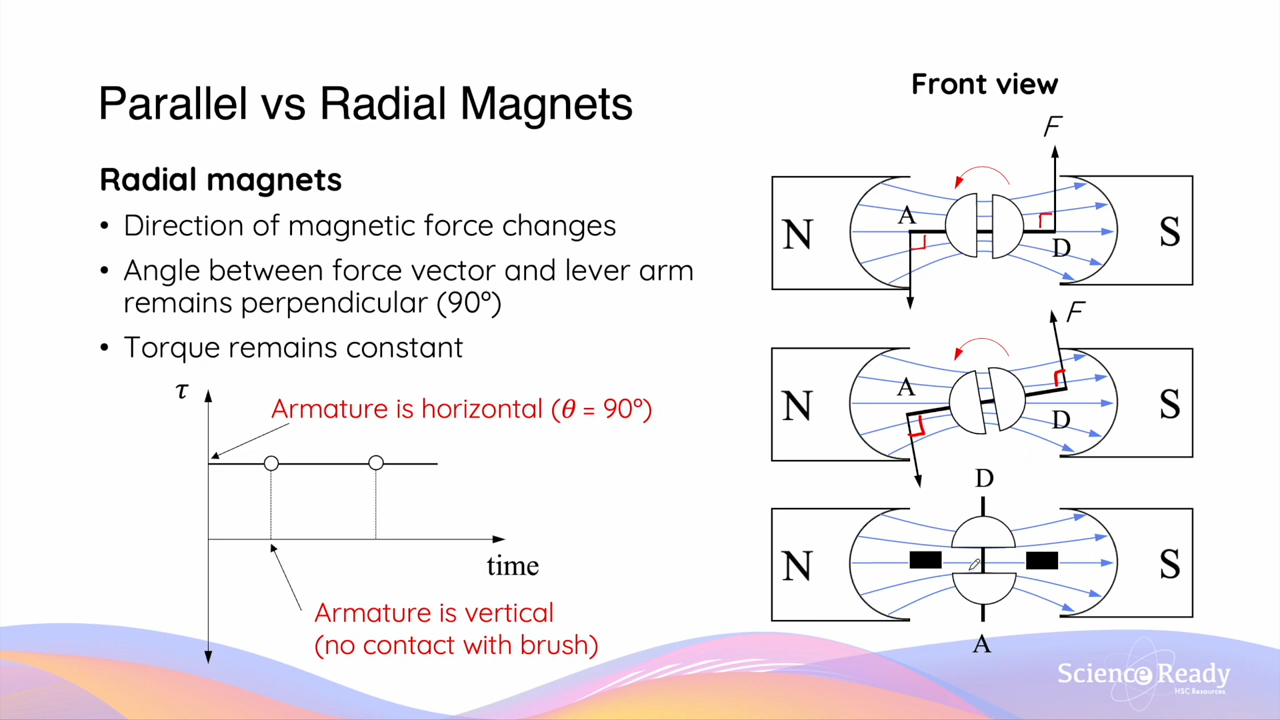 Parallel vs Radial Magnets
Radial magnets
• Direction of magnetic force changes
• Angle between force vector and lever arm
remains perpendicular (90º)
• Torque remains constant
τ
Armature is horizontal (θ = 90º)
time
Armature is vertical
(no contact with brush)
Front view
F
N
A
D
S
F
N
A
D
S
D
N
S
A
Science Ready
HSC Resources